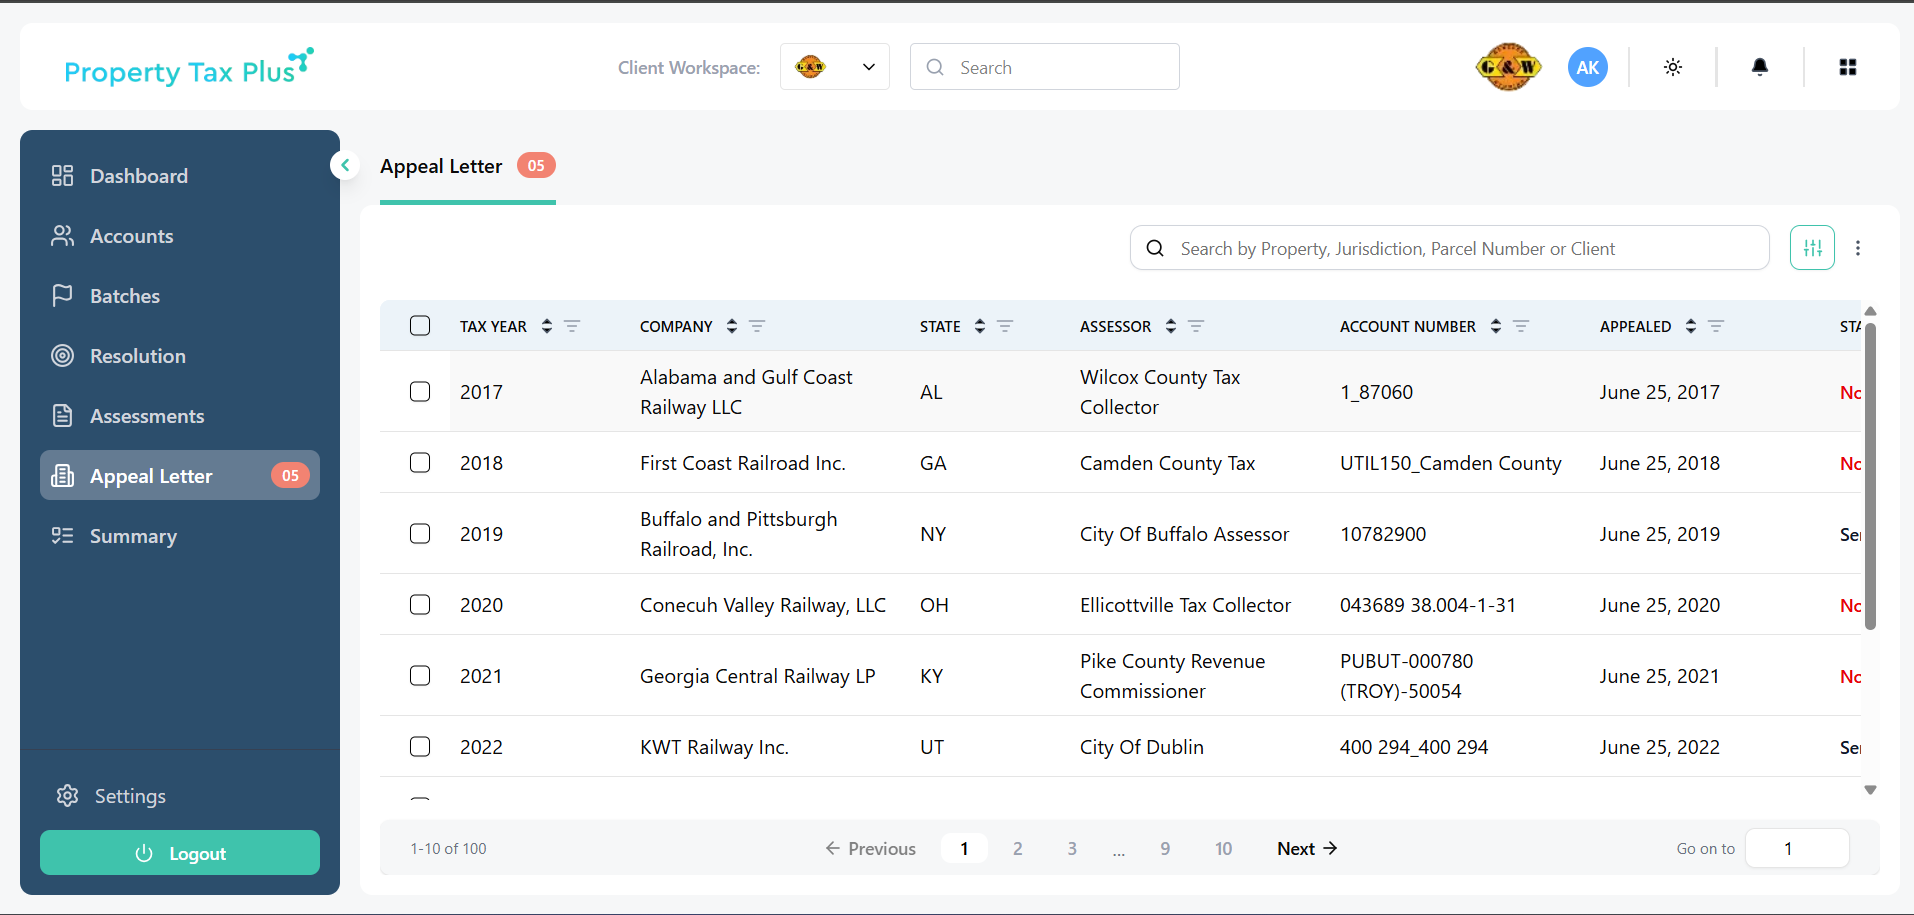 Property Tax Plus
Client Workspace:
G&W
Search
G&W
AK
Dashboard
Accounts
Batches
Resolution
Assessments
Appeal Letter 05
Summary
Settings
Logout
Appeal Letter 05
Search by Property, Jurisdiction, Parcel Number or Client
TAX YEAR COMPANY STATE ASSESSOR ACCOUNT NUMBER APPEALED STA
2017 Alabama and Gulf Coast Railway LLC AL Wilcox County Tax Collector 1_87060 June 25, 2017 No
2018 First Coast Railroad Inc. GA Camden County Tax UTIL150_Camden County June 25, 2018 No
2019 Buffalo and Pittsburgh Railroad, Inc. NY City Of Buffalo Assessor 10782900 June 25, 2019 Se
2020 Conecuh Valley Railway, LLC OH Ellicottville Tax Collector 043689 38.004-1-31 June 25, 2020 No
2021 Georgia Central Railway LP KY Pike County Revenue Commissioner PUBUT-000780 (TROY)-50054 June 25, 2021 No
2022 KWT Railway Inc. UT City Of Dublin 400 294_400 294 June 25, 2022 Se
1-10 of 100
← Previous 1 2 3 ... 9 10 Next →
Go on to 1